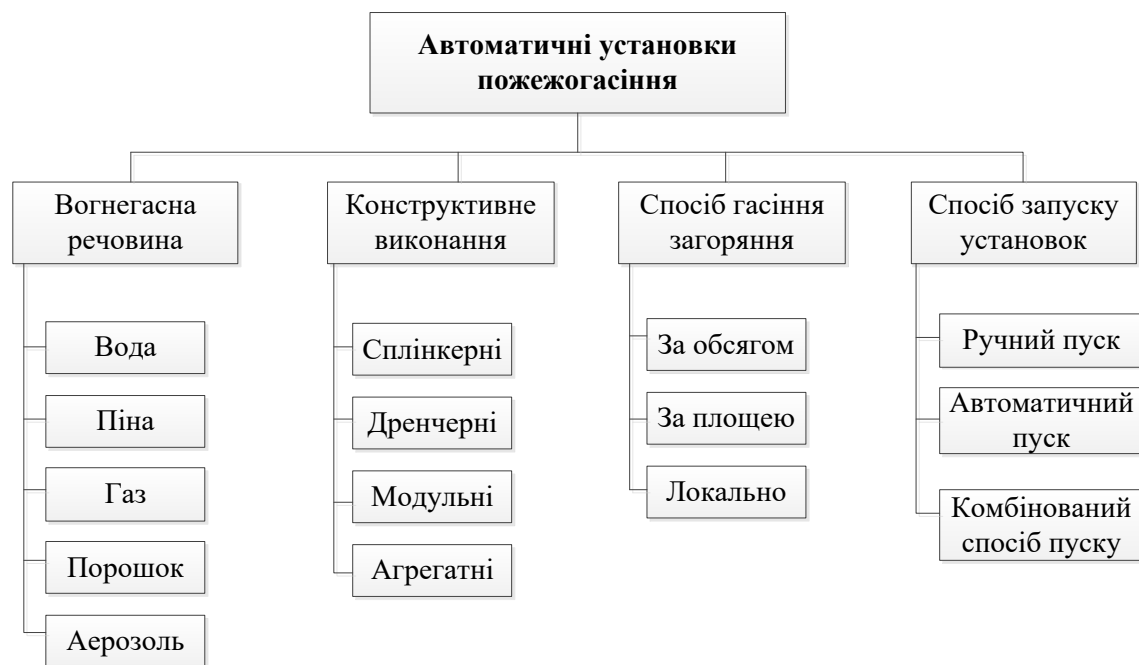 Автоматичні установки
пожежогасіння
Вогнегасна
речовина
Вода
Піна
Газ
Порошок
Аерозоль
Конструктивне
виконання
Сплінкерні
Дренчерні
Модульні
Агрегатні
Спосіб гасіння
загоряння
За обсягом
За площею
Локально
Спосіб запуску
установок
Ручний пуск
Автоматичний
пуск
Комбінований
спосіб пуску